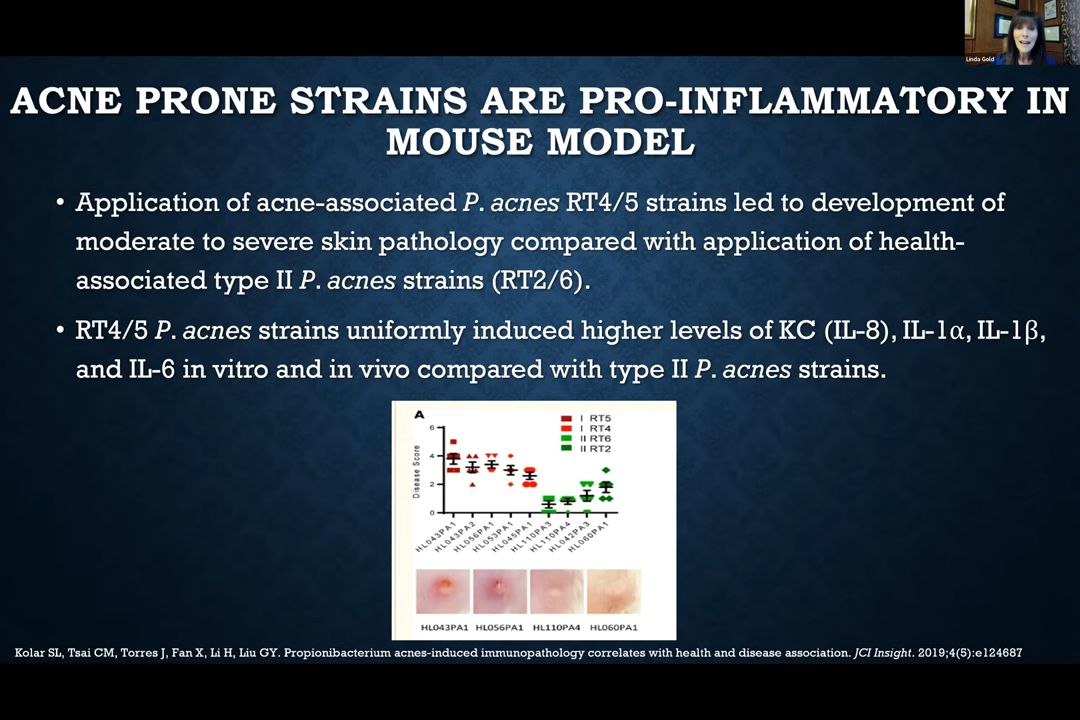 Linda Gold
ACNE PRONE STRAINS ARE PRO-INFLAMMATORY IN
MOUSE MODEL
• Application of acne-associated P. acnes RT4/5 strains led to development of
moderate to severe skin pathology compared with application of health-
associated type II P. acnes strains (RT2/6).
• RT4/5 P. acnes strains uniformly induced higher levels of KC (IL-8), IL-1α, IL-1β,
and IL-6 in vitro and in vivo compared with type II P. acnes strains.
A
I RT5
I RT4
II RT6
II RT2
Disease Score
6
4
2
0
HL043PA1
HL043PA2
HL056PA1
HL053PA1
HL045PA1
HL110PA3
HL110PA4
HL042PA3
HL060PA1
HL043PA1 HL056PA1 HL110PA4 HL060PA1
Kolar SL, Tsai CM, Torres J, Fan X, Li H, Liu GY. Propionibacterium acnes-induced immunopathology correlates with health and disease association. JCI Insight. 2019;4(5):e124687